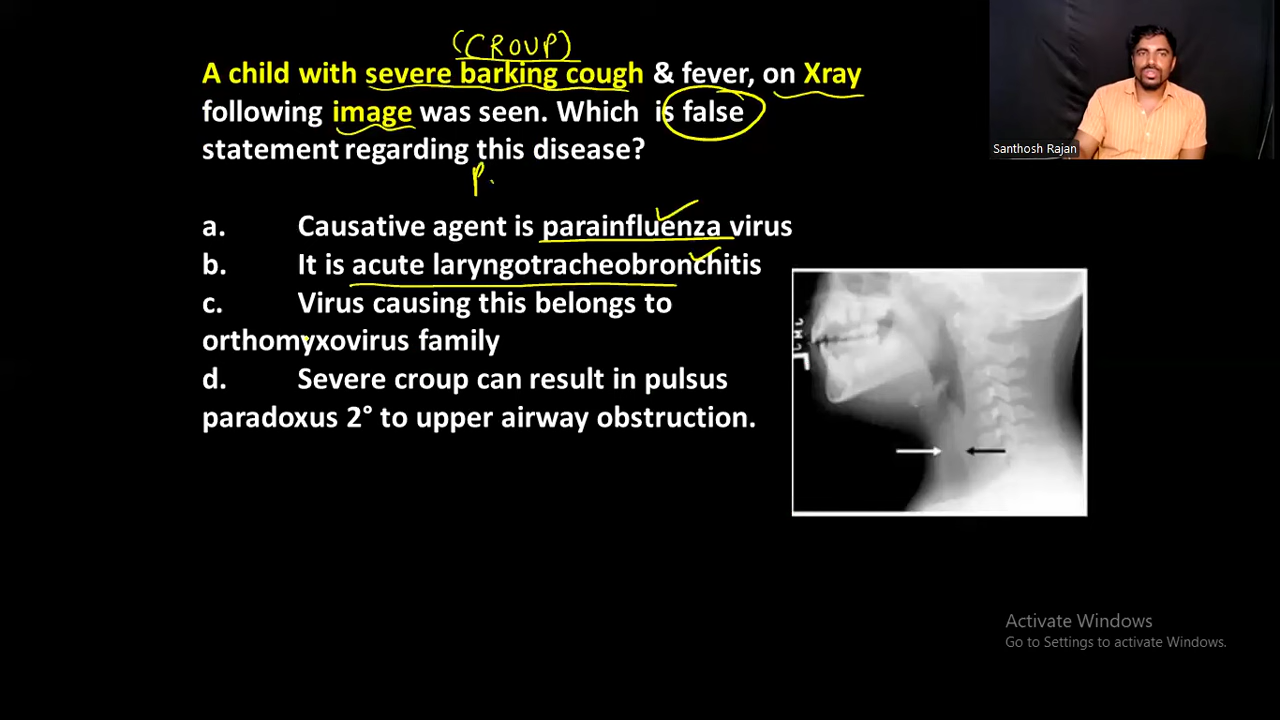 (CROUP)
A child with severe barking cough & fever, on Xray
following image was seen. Which is false
statement regarding this disease?
P.
a. Causative agent is parainfluenza virus
b. It is acute laryngotracheobronchitis
c. Virus causing this belongs to
orthomyxovirus family
d. Severe croup can result in pulsus
paradoxus 2° to upper airway obstruction.
Santhosh Rajan
Activate Windows
Go to Settings to activate Windows.